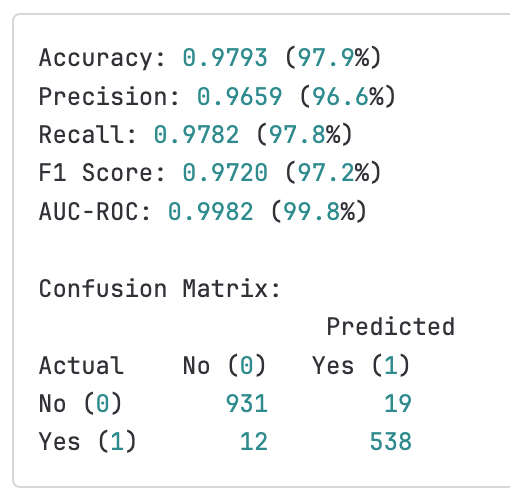 Accuracy: 0.9793 (97.9%)
Precision: 0.9659 (96.6%)
Recall: 0.9782 (97.8%)
F1 Score: 0.9720 (97.2%)
AUC-ROC: 0.9982 (99.8%)
Confusion Matrix:
Predicted
Actual No (0) Yes (1)
No (0) 931 19
Yes (1) 12 538